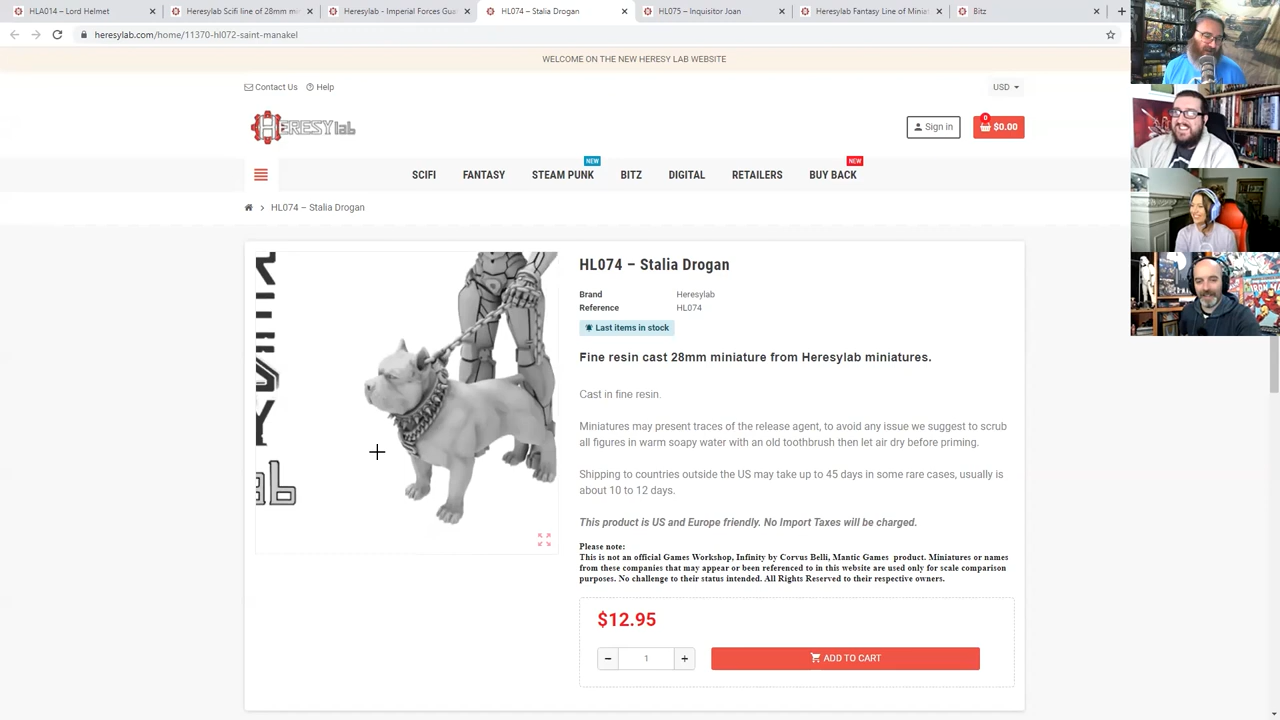 HLA014 – Lord Helmet
Heresylab Scifi line of 28mm mi
Heresylab - Imperial Forces Gua
HL074 – Stalia Drogan
HL075 – Inquisitor Joan
Heresylab Fantasy Line of Miniat
Bitz
heresylab.com/home/11370-hl072-saint-manakel
WELCOME ON THE NEW HERESY LAB WEBSITE
Contact Us
Help
USD
HERESYlab
Sign in
0
$0.00
NEW
NEW
SCIFI
FANTASY
STEAM PUNK
BITZ
DIGITAL
RETAILERS
BUY BACK
HL074 – Stalia Drogan
HL074 – Stalia Drogan
Brand Heresylab
Reference HL074
Last items in stock
Fine resin cast 28mm miniature from Heresylab miniatures.
Cast in fine resin.
Miniatures may present traces of the release agent, to avoid any issue we suggest to scrub
all figures in warm soapy water with an old toothbrush then let air dry before priming.
Shipping to countries outside the US may take up to 45 days in some rare cases, usually is
about 10 to 12 days.
This product is US and Europe friendly. No Import Taxes will be charged.
Please note:
This is not an official Games Workshop, Infinity by Corvus Belli, Mantic Games product. Miniatures or names
from these companies that may appear or been referenced to in this website are used only for scale comparison
purposes. No challenge to their status intended. All Rights Reserved to their respective owners.
$12.95
1
ADD TO CART